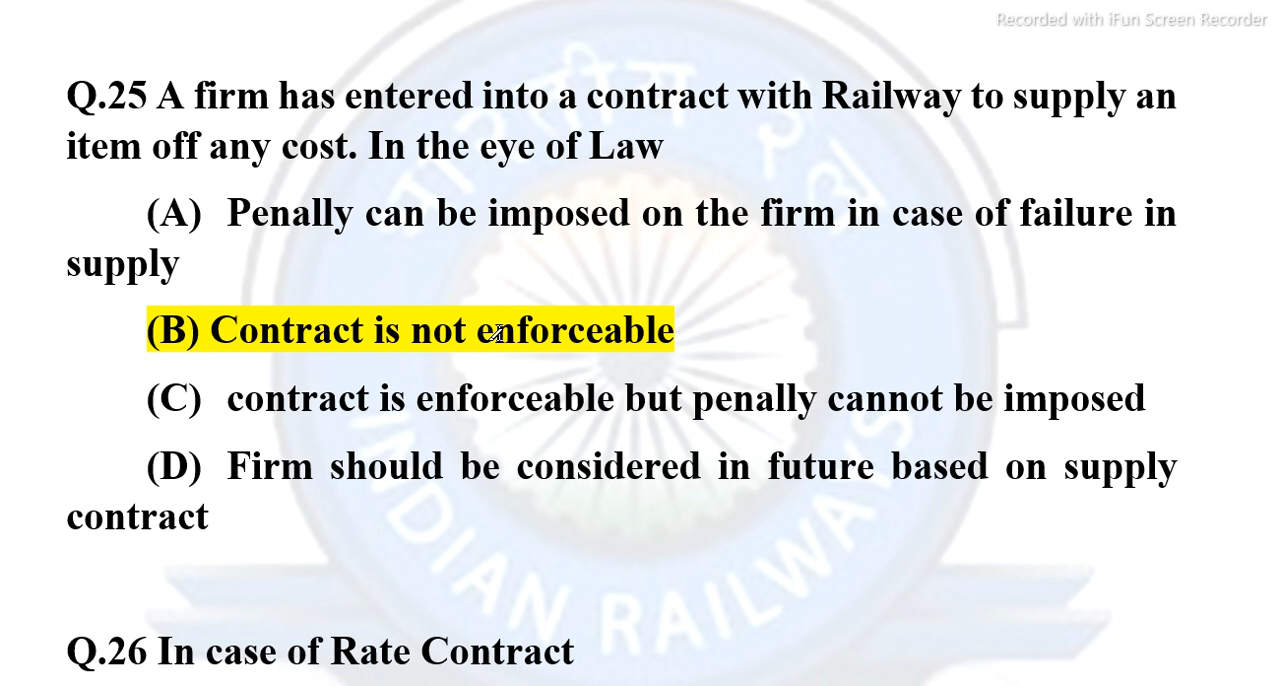 Recorded with iFun Screen Recorder
Q.25 A firm has entered into a contract with Railway to supply an
item off any cost. In the eye of Law
(A) Penally can be imposed on the firm in case of failure in
supply
(B) Contract is not enforceable
(C) contract is enforceable but penally cannot be imposed
(D) Firm should be considered in future based on supply
contract
Q.26 In case of Rate Contract
भारतीय रेल
INDIAN RAILWAYS